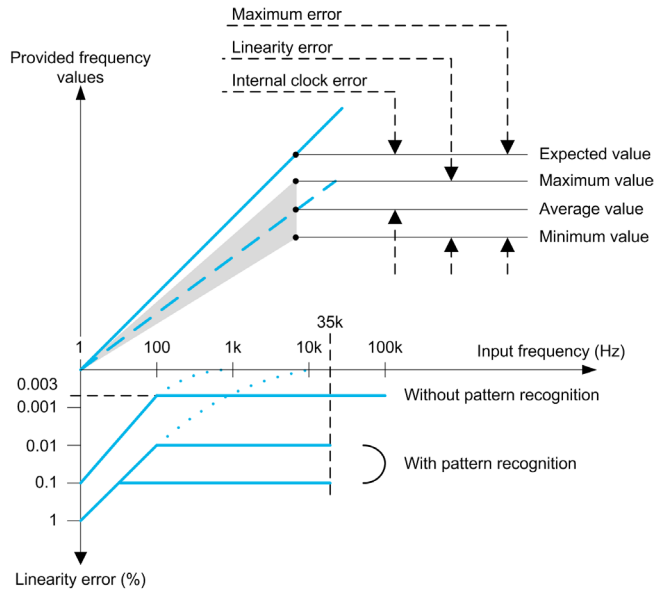 Maximum error
Linearity error
Internal clock error
Provided frequency
values
Expected value
Maximum value
Average value
Minimum value
35k
1 100 1k 10k 100k
Input frequency (Hz)
0.003
0.001
0.01
0.1
1
Without pattern recognition
With pattern recognition
Linearity error (%)